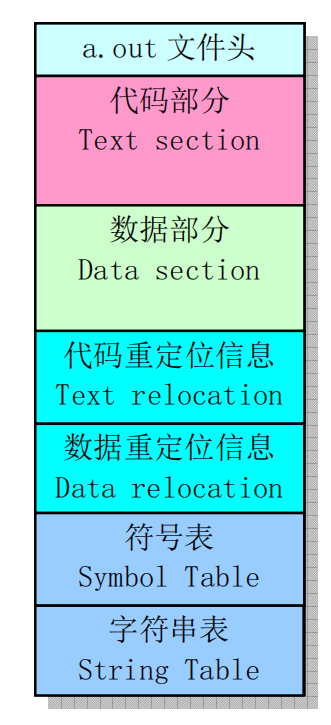 a.out 文件头
代码部分
Text section
数据部分
Data section
代码重定位信息
Text relocation
数据重定位信息
Data relocation
符号表
Symbol Table
字符串表
String Table